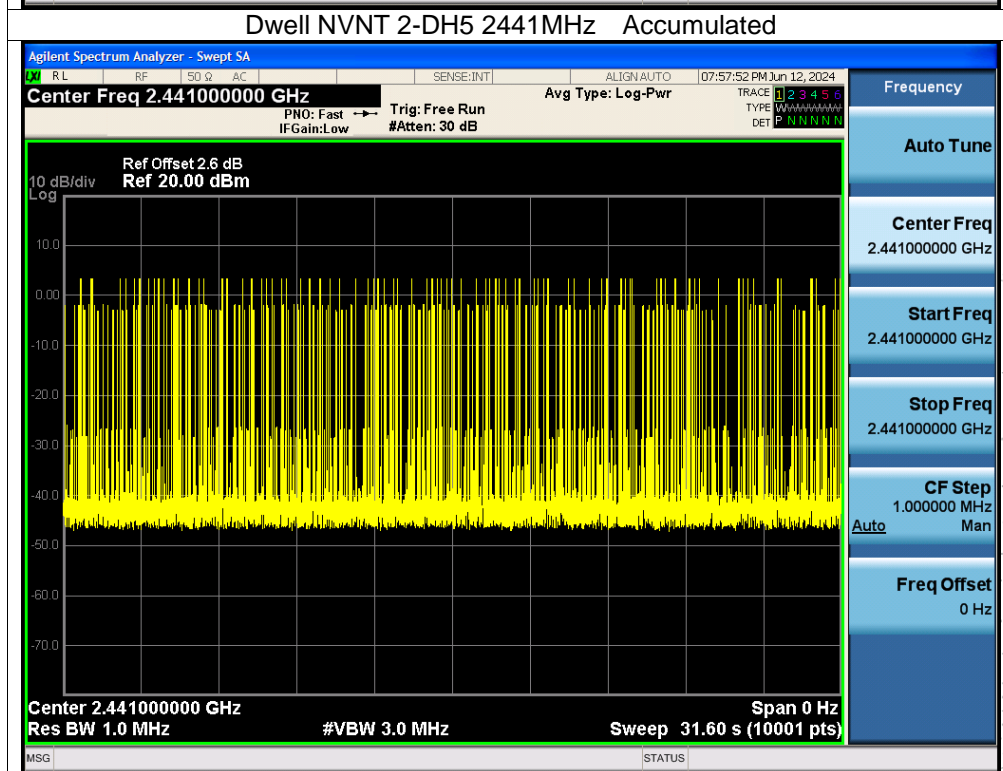 Dwell NVNT 2-DH5 2441MHz Accumulated
Agilent Spectrum Analyzer - Swept SA
LXI RL RF 50 Ω AC SENSE:INT ALIGN AUTO 07:57:52 PM Jun 12, 2024
Center Freq 2.441000000 GHz
PNO: Fast
IFGain:Low
Trig: Free Run
#Atten: 30 dB
Avg Type: Log-Pwr
TRACE 1 2 3 4 5 6
TYPE WWWWWW
DET P N N N N N
Frequency
Auto Tune
Center Freq
2.441000000 GHz
Start Freq
2.441000000 GHz
Stop Freq
2.441000000 GHz
CF Step
1.000000 MHz
Auto Man
Freq Offset
0 Hz
Ref Offset 2.6 dB
10 dB/div Ref 20.00 dBm
Log
10.0
0.00
-10.0
-20.0
-30.0
-40.0
-50.0
-60.0
-70.0
Center 2.441000000 GHz Span 0 Hz
Res BW 1.0 MHz #VBW 3.0 MHz Sweep 31.60 s (10001 pts)
MSG STATUS